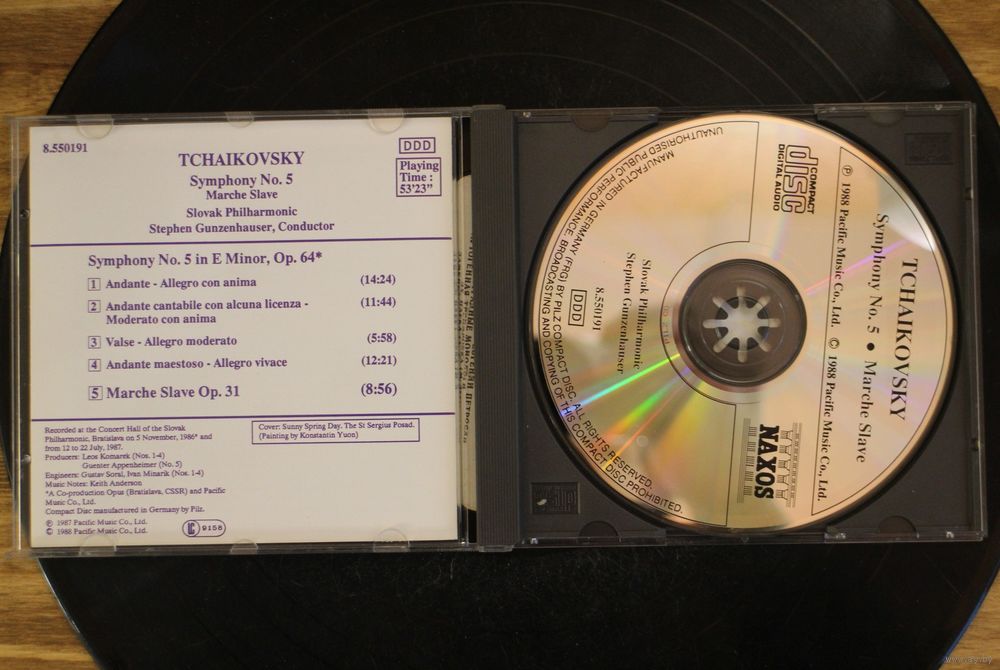 8.550191
DDD
TCHAIKOVSKY
Symphony No. 5
Marche Slave
Slovak Philharmonic
Stephen Gunzenhauser, Conductor
Playing
Time :
53'23"
Symphony No. 5 in E Minor, Op. 64*
1 Andante - Allegro con anima (14:24)
2 Andante cantabile con alcuna licenza - (11:44)
Moderato con anima
3 Valse - Allegro moderato (5:58)
4 Andante maestoso - Allegro vivace (12:21)
5 Marche Slave Op. 31 (8:56)
Recorded at the Concert Hall of the Slovak
Philharmonic, Bratislava on 5 November, 1986* and
from 12 to 22 July, 1987.
Producers: Leos Komarek (Nos. 1-4)
Guenter Appenheimer (No. 5)
Engineers: Gustav Soral, Ivan Minarik (Nos. 1-4)
Music Notes: Keith Anderson
*A Co-production Opus (Bratislava, CSSR) and Pacific
Music Co., Ltd.
Compact Disc manufactured in Germany by Pilz.
℗ 1987 Pacific Music Co., Ltd.
© 1988 Pacific Music Co., Ltd.
Cover: Sunny Spring Day. The St Sergius Posad.
(Painting by Konstantin Yuon)
LC 9158
TCHAIKOVSKY
Symphony No. 5 • Marche Slave
℗ 1988 Pacific Music Co., Ltd. © 1988 Pacific Music Co., Ltd.
COMPACT
disc
DIGITAL AUDIO
NAXOS
Slovak Philharmonic
Stephen Gunzenhauser
8.550191
DDD
MANUFACTURED IN GERMANY (FRG) BY PILZ COMPACT DISC. ALL RIGHTS RESERVED.
UNAUTHORISED PUBLIC PERFORMANCE, BROADCASTING AND COPYING OF THIS COMPACT DISC PROHIBITED.